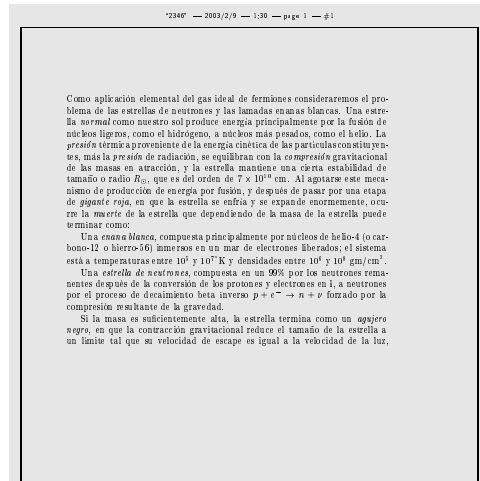 "2346" — 2003/2/9 — 1:30 — page 1 — #1
Como aplicación elemental del gas ideal de fermiones consideraremos el pro-
blema de las estrellas de neutrones y las lamadas enanas blancas. Una estre-
lla normal como nuestro sol produce energía principalmente por la fusión de
núcleos ligeros, como el hidrógeno, a núcleos más pesados, como el helio. La
presión térmica proveniente de la energía cinética de las partículas constituyen-
tes, más la presión de radiación, se equilibran con la compresión gravitacional
de las masas en atracción, y la estrella mantiene una cierta estabilidad de
tamaño o radio R☉, que es del orden de 7 × 10¹⁰ cm. Al agotarse este meca-
nismo de producción de energía por fusión, y después de pasar por una etapa
de gigante roja, en que la estrella se enfría y se expande enormemente, ocu-
rre la muerte de la estrella que dependiendo de la masa de la estrella puede
terminar como:
Una enana blanca, compuesta principalmente por núcleos de helio-4 (o car-
bono-12 o hierro-56) inmersos en un mar de electrones liberados; el sistema
está a temperaturas entre 10⁵ y 10⁷°K y densidades entre 10⁶ y 10⁸ gm/cm³.
Una estrella de neutrones, compuesta en un 99% por los neutrones rema-
nentes después de la conversión de los protones y electrones en i, a neutrones
por el proceso de decaimiento beta inverso p + e⁻ → n + ν forzado por la
compresión resultante de la gravedad.
Si la masa es suficientemente alta, la estrella termina como un agujero
negro, en que la contracción gravitacional reduce el tamaño de la estrella a
un límite tal que su velocidad de escape es igual a la velocidad de la luz,